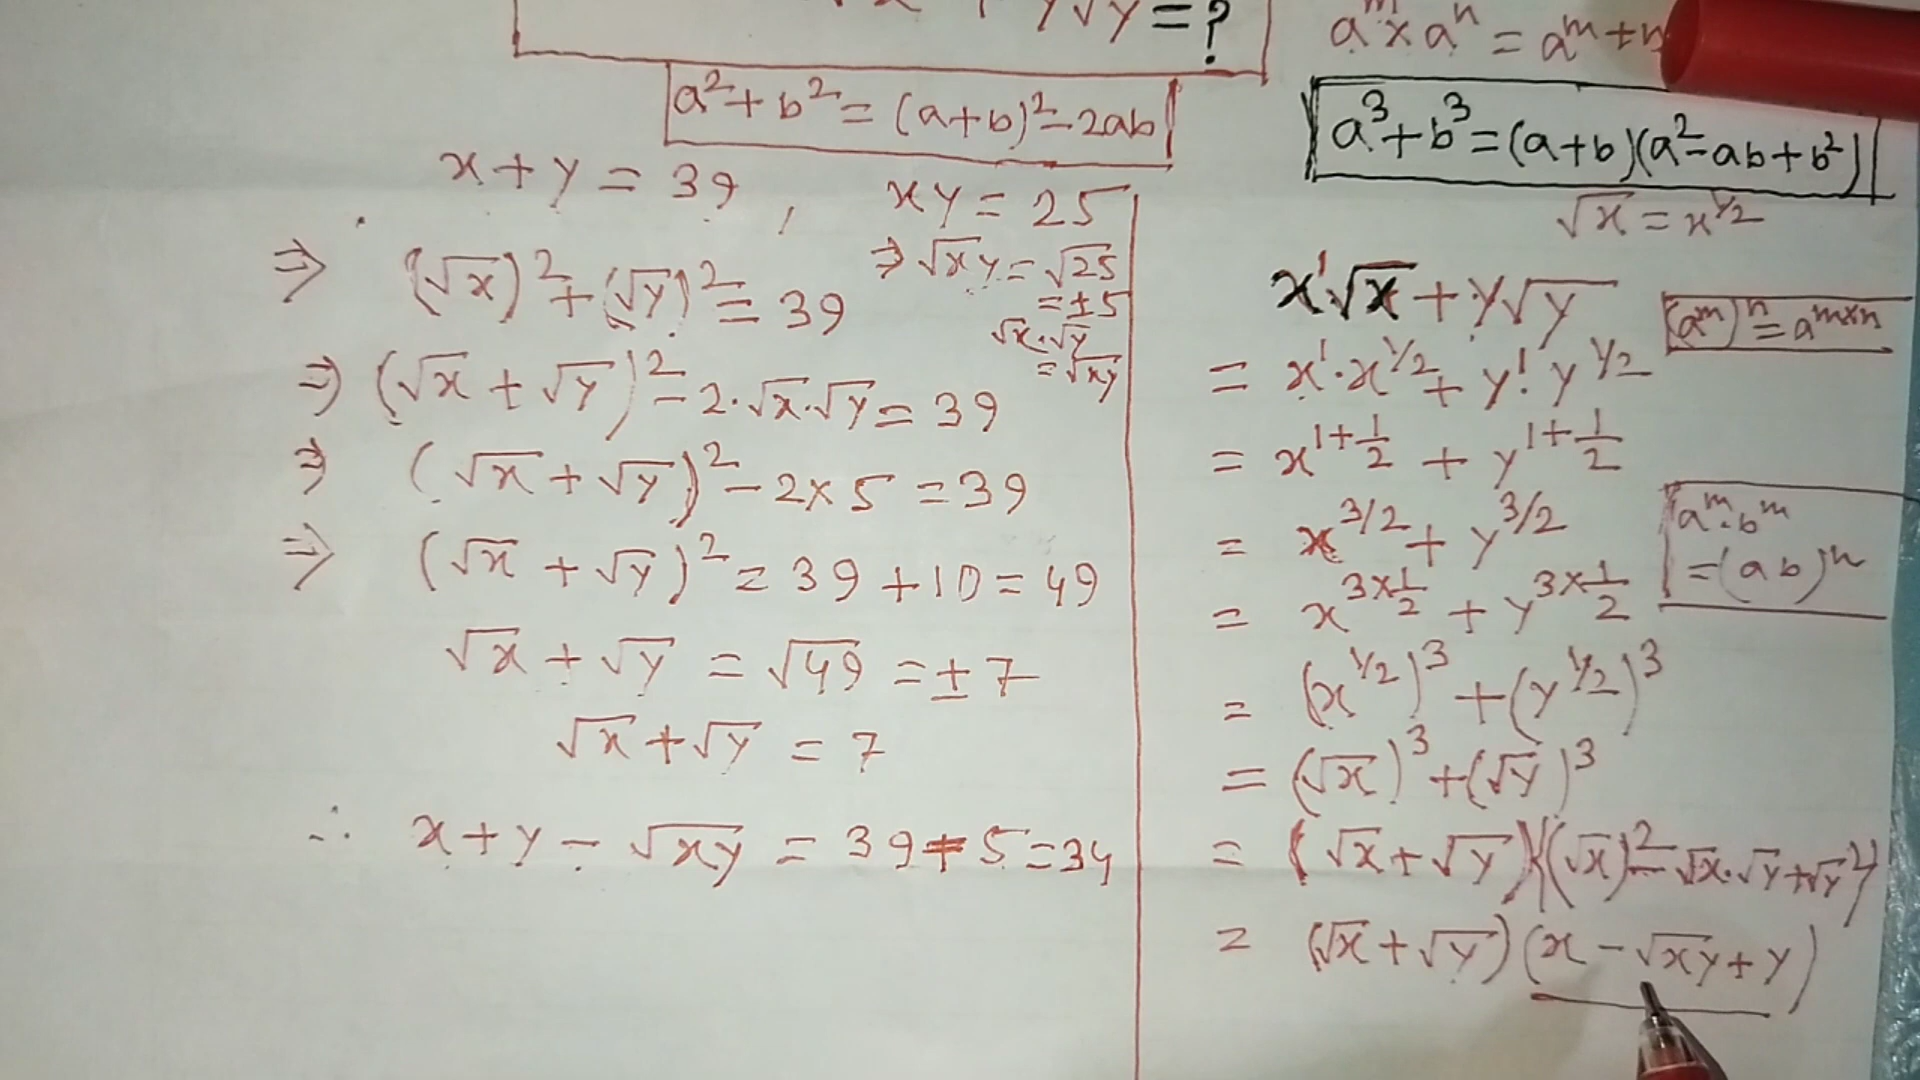 + y√y = ?
a² + b² = (a+b)² - 2ab
x + y = 39, xy = 25
⇒ √xy = √25
= ±5
√x·√y
= √xy
⇒ (√x)² + (√y)² = 39
⇒ (√x + √y)² - 2·√x·√y = 39
⇒ (√x + √y)² - 2×5 = 39
⇒ (√x + √y)² = 39 + 10 = 49
√x + √y = √49 = ±7
√x + √y = 7
∴ x + y - √xy = 39 - 5 = 34
a^m × a^n = a^m+n
a³ + b³ = (a+b)(a² - ab + b²)
√x = x^1/2
x¹·√x + y√y
(a^m)^n = a^m×n
= x¹·x^1/2 + y¹·y^1/2
= x^1+1/2 + y^1+1/2
= x^3/2 + y^3/2
a^m·b^m
= (ab)^n
= x^3×1/2 + y^3×1/2
= (x^1/2)³ + (y^1/2)³
= (√x)³ + (√y)³
= (√x + √y)((√x)² - √x·√y + √y²)
= (√x + √y)(x - √xy + y)